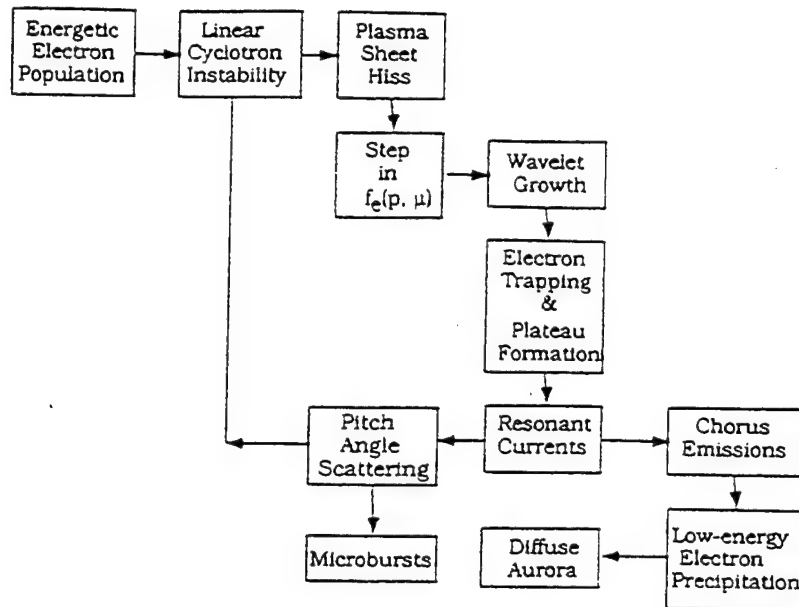 Energetic
Electron
Population
Linear
Cyclotron
Instability
Plasma
Sheet
Hiss
Step
in
fe(p, μ)
Wavelet
Growth
Electron
Trapping
&
Plateau
Formation
Pitch
Angle
Scattering
Resonant
Currents
Chorus
Emissions
Microbursts
Diffuse
Aurora
Low-energy
Electron
Precipitation